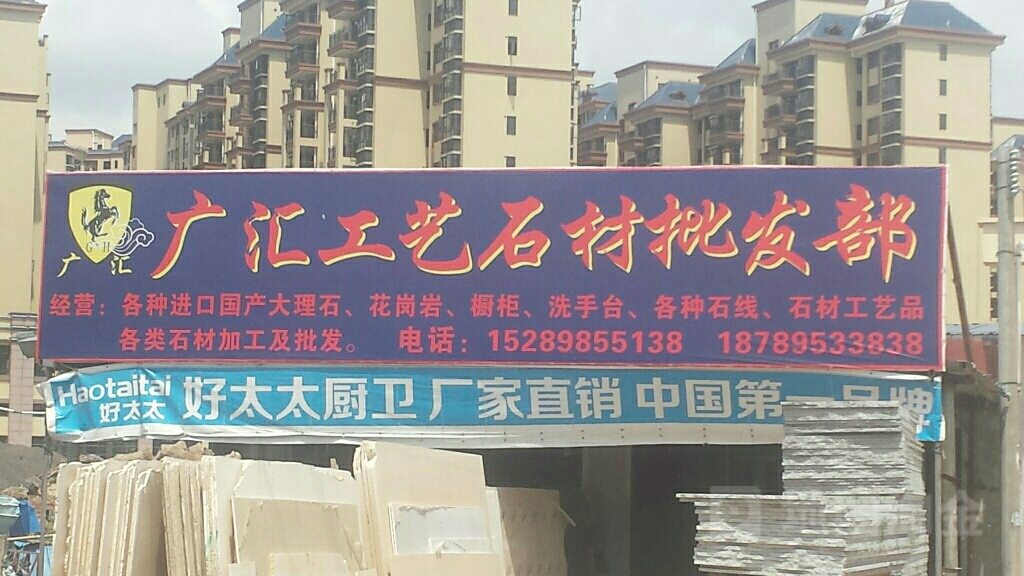 G H
广 汇
广汇工艺石材批发部
经营：各种进口国产大理石、花岗岩、橱柜、洗手台、各种石线、石材工艺品
各类石材加工及批发。 电话：15289855138 18789533838
Haotaitai
好太太
好太太厨卫厂家直销 中国第一品牌